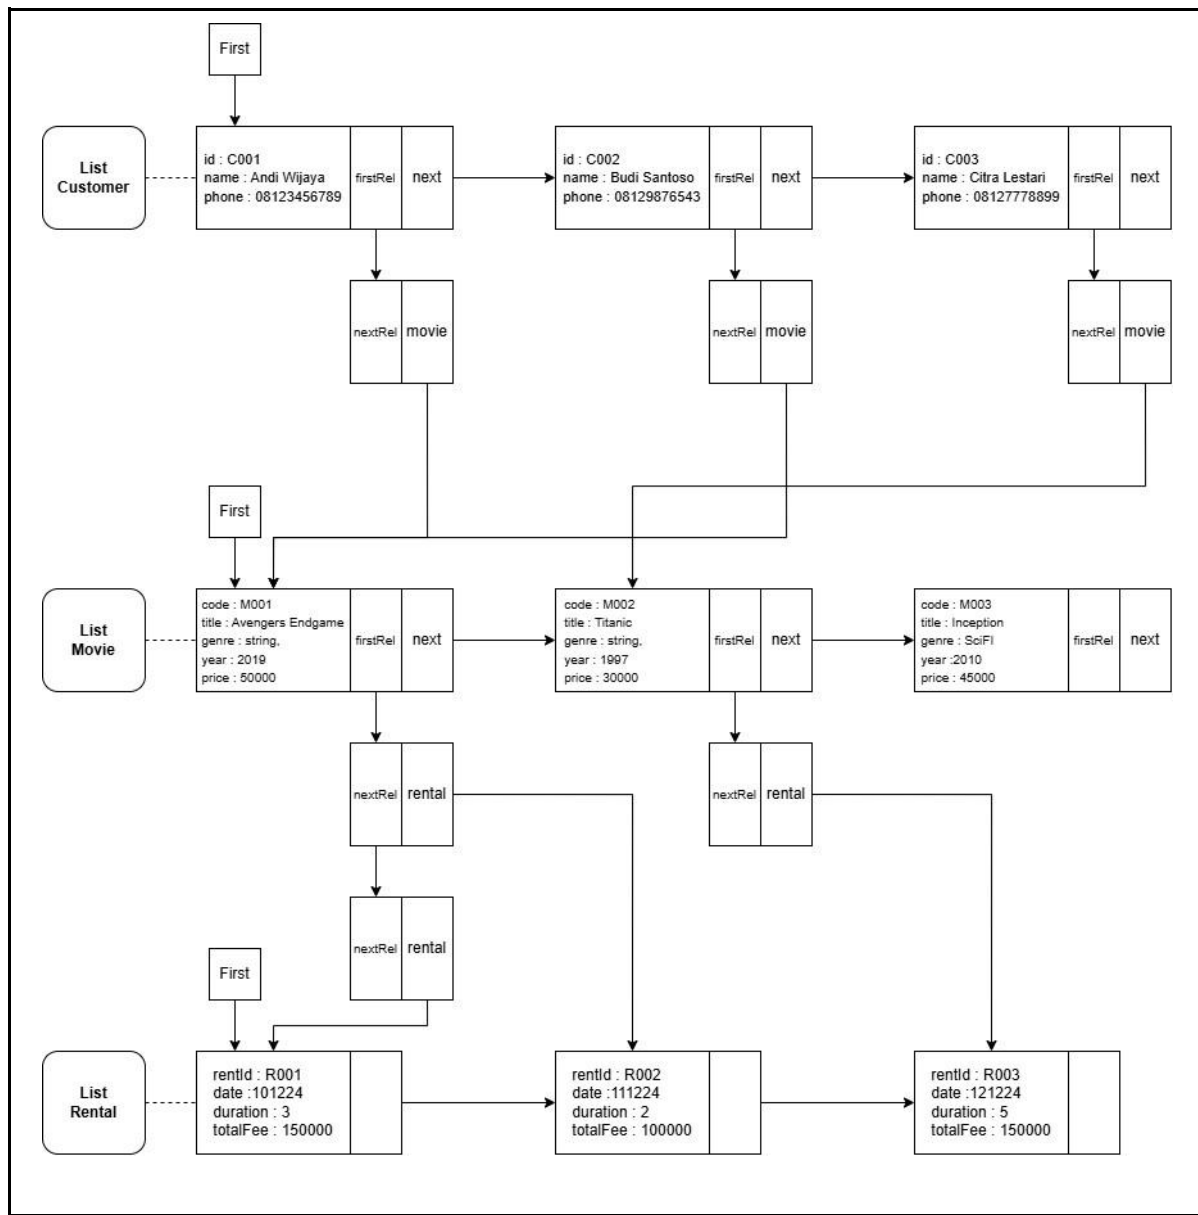 First
List
Customer
id : C001
name : Andi Wijaya
phone : 08123456789
firstRel
next
id : C002
name : Budi Santoso
phone : 08129876543
firstRel
next
id : C003
name : Citra Lestari
phone : 08127778899
firstRel
next
nextRel
movie
nextRel
movie
nextRel
movie
First
List
Movie
code : M001
title : Avengers Endgame
genre : string,
year : 2019
price : 50000
firstRel
next
code : M002
title : Titanic
genre : string,
year : 1997
price : 30000
firstRel
next
code : M003
title : Inception
genre : SciFI
year :2010
price : 45000
firstRel
next
nextRel
rental
nextRel
rental
nextRel
rental
First
List
Rental
rentId : R001
date :101224
duration : 3
totalFee : 150000
rentId : R002
date :111224
duration : 2
totalFee : 100000
rentId : R003
date :121224
duration : 5
totalFee : 150000